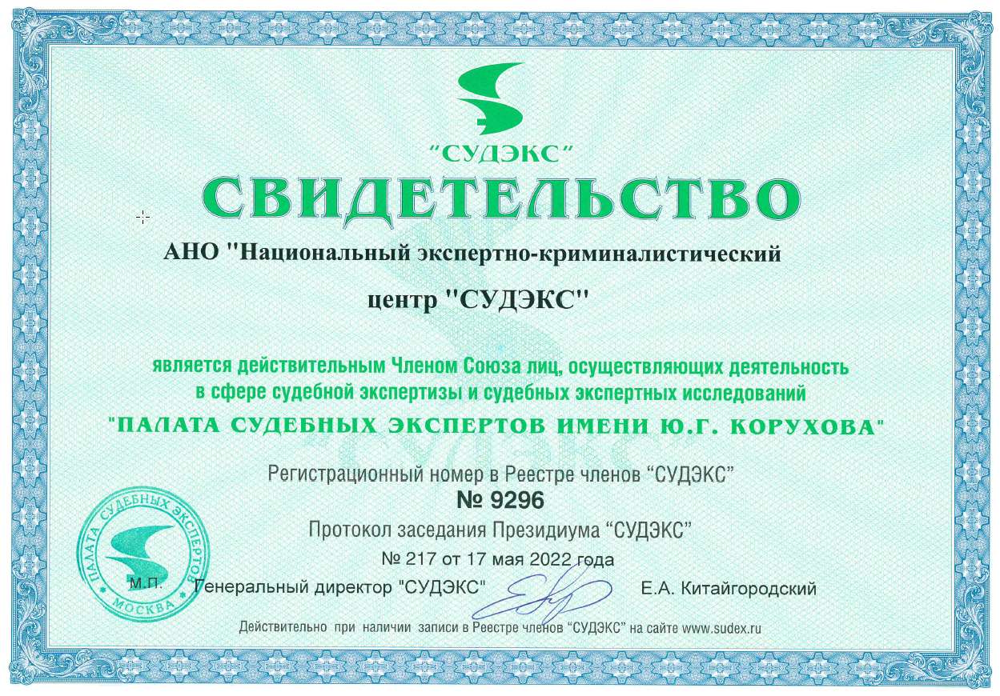 "СУДЭКС"
СВИДЕТЕЛЬСТВО
АНО "Национальный экспертно-криминалистический
центр "СУДЭКС"
является действительным Членом Союза лиц, осуществляющих деятельность
в сфере судебной экспертизы и судебных экспертных исследований
"ПАЛАТА СУДЕБНЫХ ЭКСПЕРТОВ ИМЕНИ Ю.Г. КОРУХОВА"
Регистрационный номер в Реестре членов “СУДЭКС”
№ 9296
Протокол заседания Президиума “СУДЭКС”
№ 217 от 17 мая 2022 года
ПАЛАТА СУДЕБНЫХ ЭКСПЕРТОВ * МОСКВА *
М.П. Генеральный директор "СУДЭКС" Е.А. Китайгородский
Действительно при наличии записи в Реестре членов “СУДЭКС” на сайте www.sudex.ru